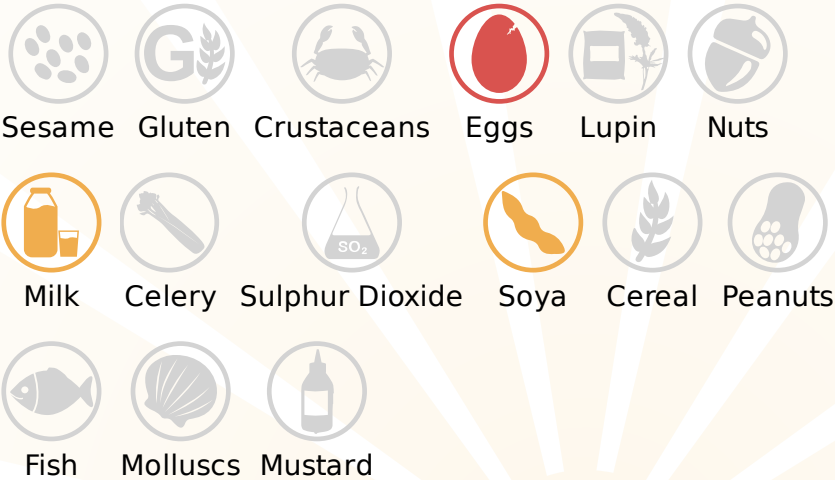 G
Sesame Gluten Crustaceans Eggs Lupin Nuts
SO₂
Milk Celery Sulphur Dioxide Soya Cereal Peanuts
Fish Molluscs Mustard